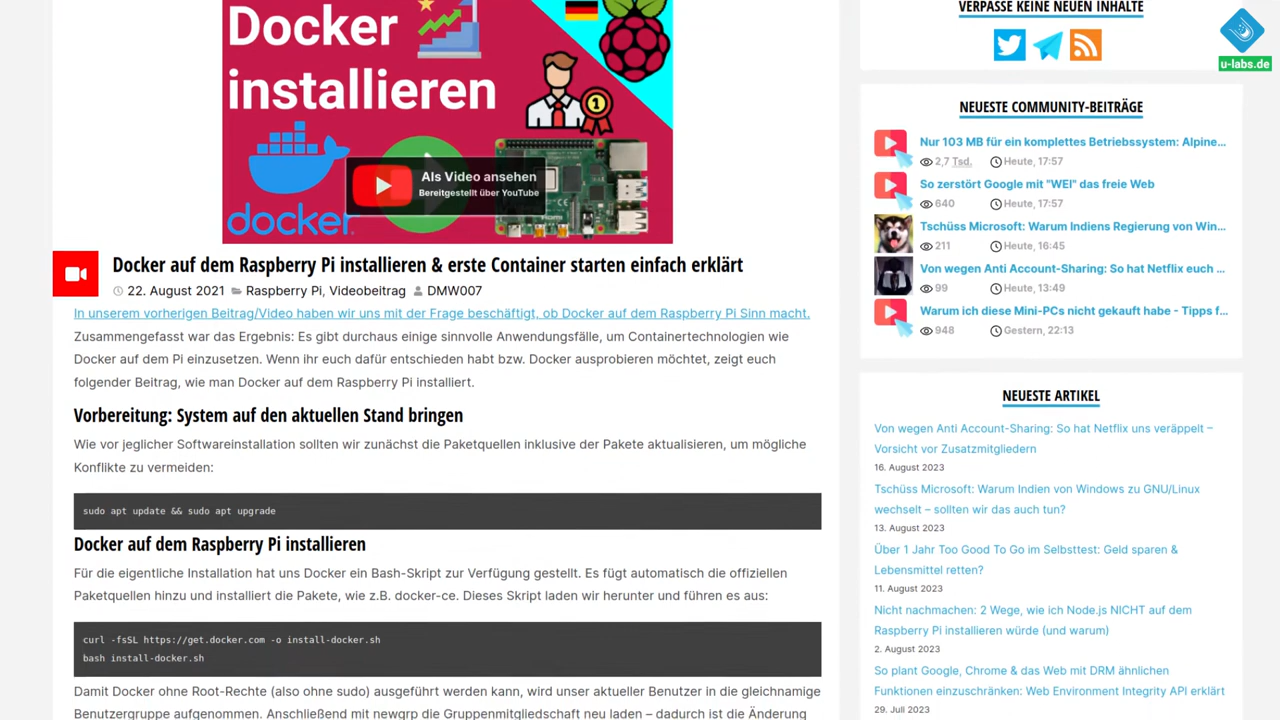 Docker
installieren
docker.
Als Video ansehen
Bereitgestellt über YouTube
Docker auf dem Raspberry Pi installieren & erste Container starten einfach erklärt
22. August 2021 Raspberry Pi, Videobeitrag DMW007
In unserem vorherigen Beitrag/Video haben wir uns mit der Frage beschäftigt, ob Docker auf dem Raspberry Pi Sinn macht.
Zusammengefasst war das Ergebnis: Es gibt durchaus einige sinnvolle Anwendungsfälle, um Containertechnologien wie
Docker auf dem Pi einzusetzen. Wenn ihr euch dafür entschieden habt bzw. Docker ausprobieren möchtet, zeigt euch
folgender Beitrag, wie man Docker auf dem Raspberry Pi installiert.
Vorbereitung: System auf den aktuellen Stand bringen
Wie vor jeglicher Softwareinstallation sollten wir zunächst die Paketquellen inklusive der Pakete aktualisieren, um mögliche
Konflikte zu vermeiden:
sudo apt update && sudo apt upgrade
Docker auf dem Raspberry Pi installieren
Für die eigentliche Installation hat uns Docker ein Bash-Skript zur Verfügung gestellt. Es fügt automatisch die offiziellen
Paketquellen hinzu und installiert die Pakete, wie z.B. docker-ce. Dieses Skript laden wir herunter und führen es aus:
curl -fsSL https://get.docker.com -o install-docker.sh
bash install-docker.sh
Damit Docker ohne Root-Rechte (also ohne sudo) ausgeführt werden kann, wird unser aktueller Benutzer in die gleichnamige
Benutzergruppe aufgenommen. Anschließend mit newgrp die Gruppenmitgliedschaft neu laden – dadurch ist die Änderung
VERPASSE KEINE NEUEN INHALTE
u-labs.de
NEUESTE COMMUNITY-BEITRÄGE
Nur 103 MB für ein komplettes Betriebssystem: Alpine...
2,7 Tsd. Heute, 17:57
So zerstört Google mit "WEI" das freie Web
640 Heute, 17:57
Tschüss Microsoft: Warum Indiens Regierung von Win...
211 Heute, 16:45
Von wegen Anti Account-Sharing: So hat Netflix euch ...
99 Heute, 13:49
Warum ich diese Mini-PCs nicht gekauft habe - Tipps f...
948 Gestern, 22:13
NEUESTE ARTIKEL
Von wegen Anti Account-Sharing: So hat Netflix uns veräppelt –
Vorsicht vor Zusatzmitgliedern
16. August 2023
Tschüss Microsoft: Warum Indien von Windows zu GNU/Linux
wechselt – sollten wir das auch tun?
13. August 2023
Über 1 Jahr Too Good To Go im Selbsttest: Geld sparen &
Lebensmittel retten?
11. August 2023
Nicht nachmachen: 2 Wege, wie ich Node.js NICHT auf dem
Raspberry Pi installieren würde (und warum)
2. August 2023
So plant Google, Chrome & das Web mit DRM ähnlichen
Funktionen einzuschränken: Web Environment Integrity API erklärt
29. Juli 2023